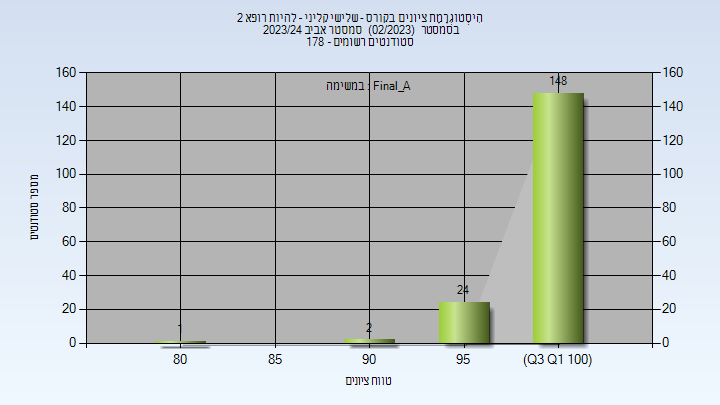 היסטוגרמת ציונים בקורס - שלישי קליני - להיות רופא 2
בסמסטר (02/2023) סמסטר אביב 2023/24
סטודנטים רשומים - 178
במשימה : Final_A
מספר סטודנטים
160 160
140 140
120 120
100 100
80 80
60 60
40 40
20 20
0 0
1 2 24 148
80 85 90 95 (Q3 Q1 100)
טווח ציונים